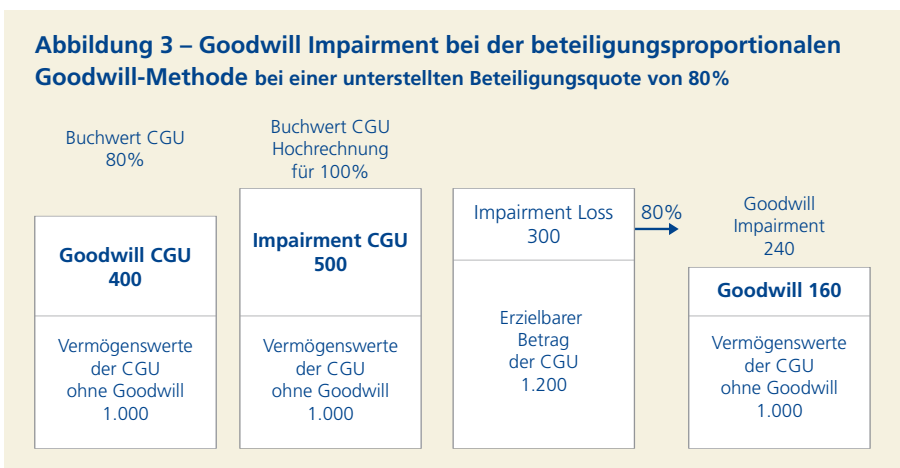 Abbildung 3 – Goodwill Impairment bei der beteiligungsproportionalen
Goodwill-Methode bei einer unterstellten Beteiligungsquote von 80%
Buchwert CGU
80%
Goodwill CGU
400
Vermögenswerte
der CGU
ohne Goodwill
1.000
Buchwert CGU
Hochrechnung
für 100%
Impairment CGU
500
Vermögenswerte
der CGU
ohne Goodwill
1.000
Impairment Loss
300
Erzielbarer
Betrag
der CGU
1.200
80%
Goodwill
Impairment
240
Goodwill 160
Vermögenswerte
der CGU
ohne Goodwill
1.000